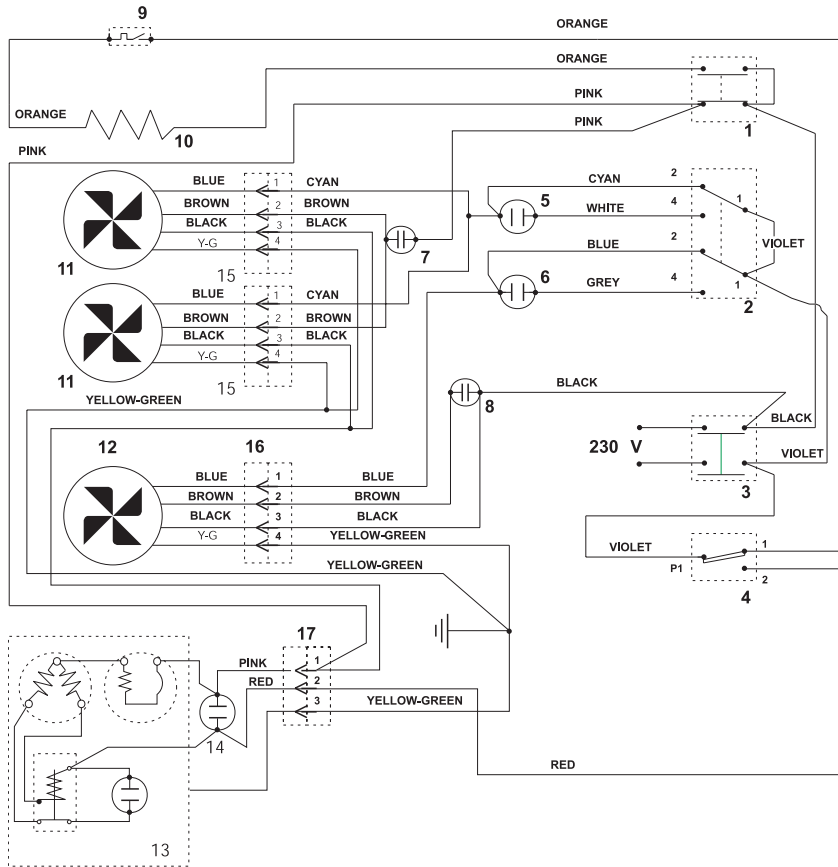 9
ORANGE
ORANGE
PINK
ORANGE
10
PINK
1
PINK
BLUE
1
CYAN
BROWN
2
BROWN
BLACK
3
BLACK
Y-G
4
11
15
7
CYAN
2
1
5
WHITE
4
VIOLET
BLUE
2
6
GREY
4
1
2
BLUE
1
CYAN
BROWN
2
BROWN
BLACK
3
BLACK
Y-G
4
11
15
YELLOW-GREEN
8
BLACK
BLACK
230 V
VIOLET
3
12
16
BLUE
1
BLUE
BROWN
2
BROWN
BLACK
3
BLACK
Y-G
4
YELLOW-GREEN
YELLOW-GREEN
VIOLET
1
P1
2
4
17
PINK
1
RED
2
3
YELLOW-GREEN
14
RED
13